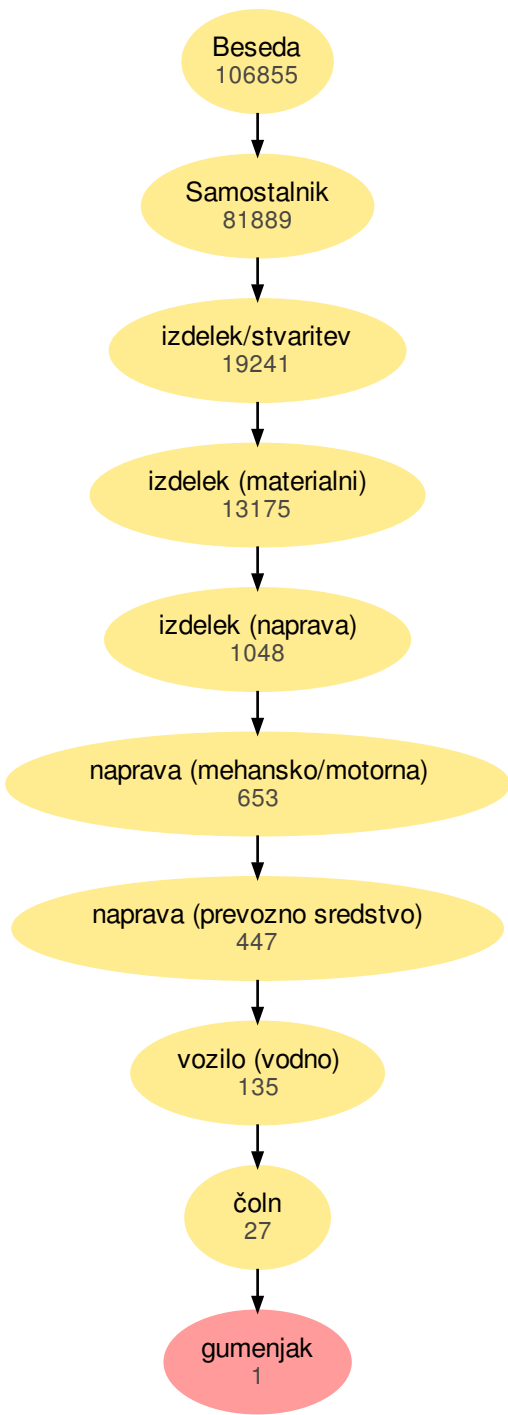 Beseda
106855
Samostalnik
81889
izdelek/stvaritev
19241
izdelek (materialni)
13175
izdelek (naprava)
1048
naprava (mehansko/motorna)
653
naprava (prevozno sredstvo)
447
vozilo (vodno)
135
čoln
27
gumenjak
1